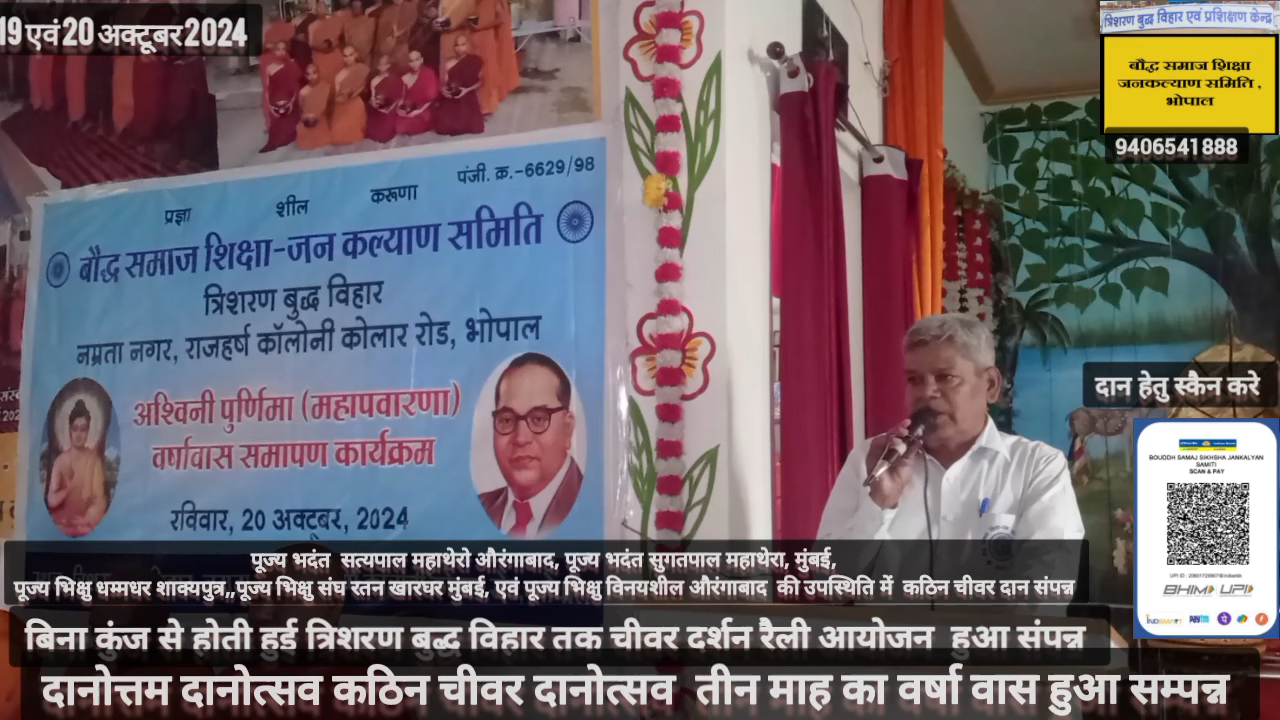 19 एवं 20 अक्टूबर 2024
त्रिशरण बुद्ध विहार एवं प्रशिक्षण केन्द्र
बौद्ध समाज शिक्षा
जनकल्याण समिति ,
भोपाल
9406541888
पंजी. क्र.-6629/98
प्रज्ञा शील करूणा
बौद्ध समाज शिक्षा-जन कल्याण समिति
त्रिशरण बुद्ध विहार
नम्रता नगर, राजहर्ष कॉलोनी कोलार रोड, भोपाल
अश्विनी पुर्णिमा (महापवारणा)
वर्षावास समापण कार्यक्रम
रविवार, 20 अक्टूबर, 2024
दान हेतु स्कैन करे
BOUDDH SAMAJ SIKHSHA JANKALYAN
SAMITI
SCAN & PAY
BHIM UPI
पूज्य भदंत सत्यपाल महाथेरो औरंगाबाद, पूज्य भदंत सुगतपाल महाथेरा, मुंबई,
पूज्य भिक्षु धम्मधर शाक्यपुत्र,,पूज्य भिक्षु संघ रतन खारघर मुंबई, एवं पूज्य भिक्षु विनयशील औरंगाबाद की उपस्थिति में कठिन चीवर दान संपन्न
बिना कुंज से होती हुई त्रिशरण बुद्ध विहार तक चीवर दर्शन रैली आयोजन हुआ संपन्न
दानोत्तम दानोत्सव कठिन चीवर दानोत्सव तीन माह का वर्षा वास हुआ सम्पन्न